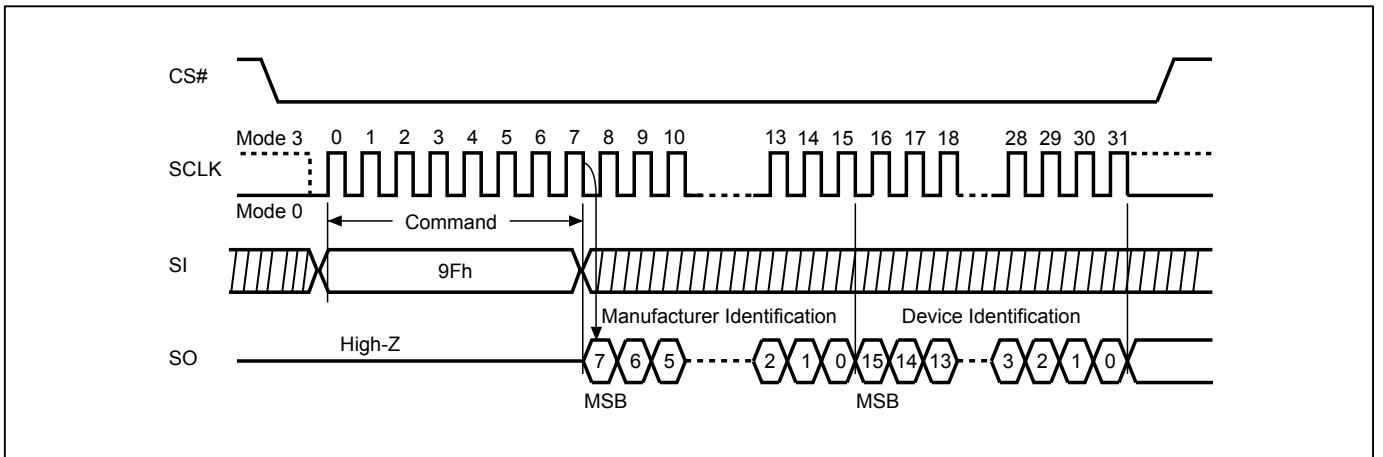 CS#
Mode 3 0 1 2 3 4 5 6 7 8 9 10 13 14 15 16 17 18 28 29 30 31
SCLK
Mode 0
Command
SI 9Fh
Manufacturer Identification Device Identification
High-Z
SO 7 6 5 2 1 0 15 14 13 3 2 1 0
MSB MSB